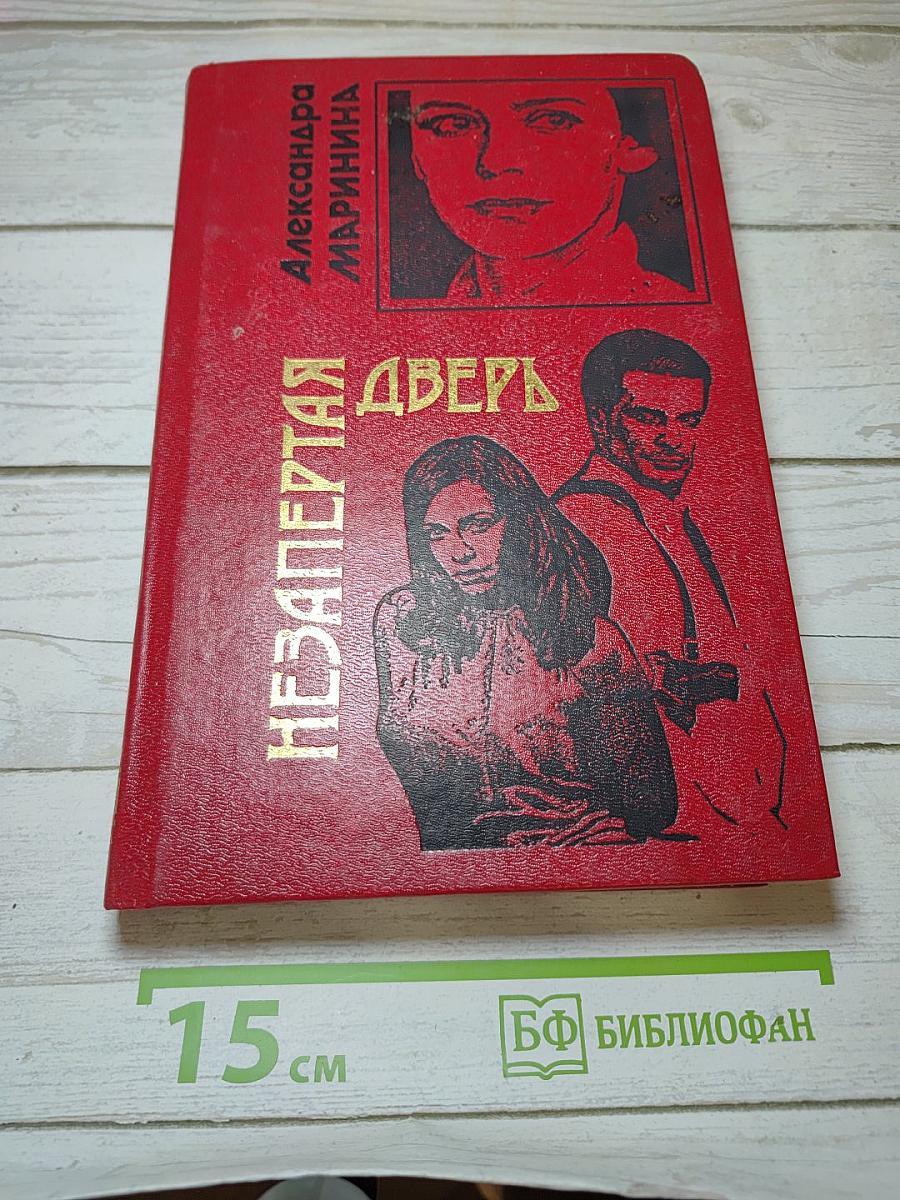 Александра
МАРИНИНА
НЕЗАПЕРТАЯ
ДВЕРЬ
15 см
БФ БИБЛИОФАН